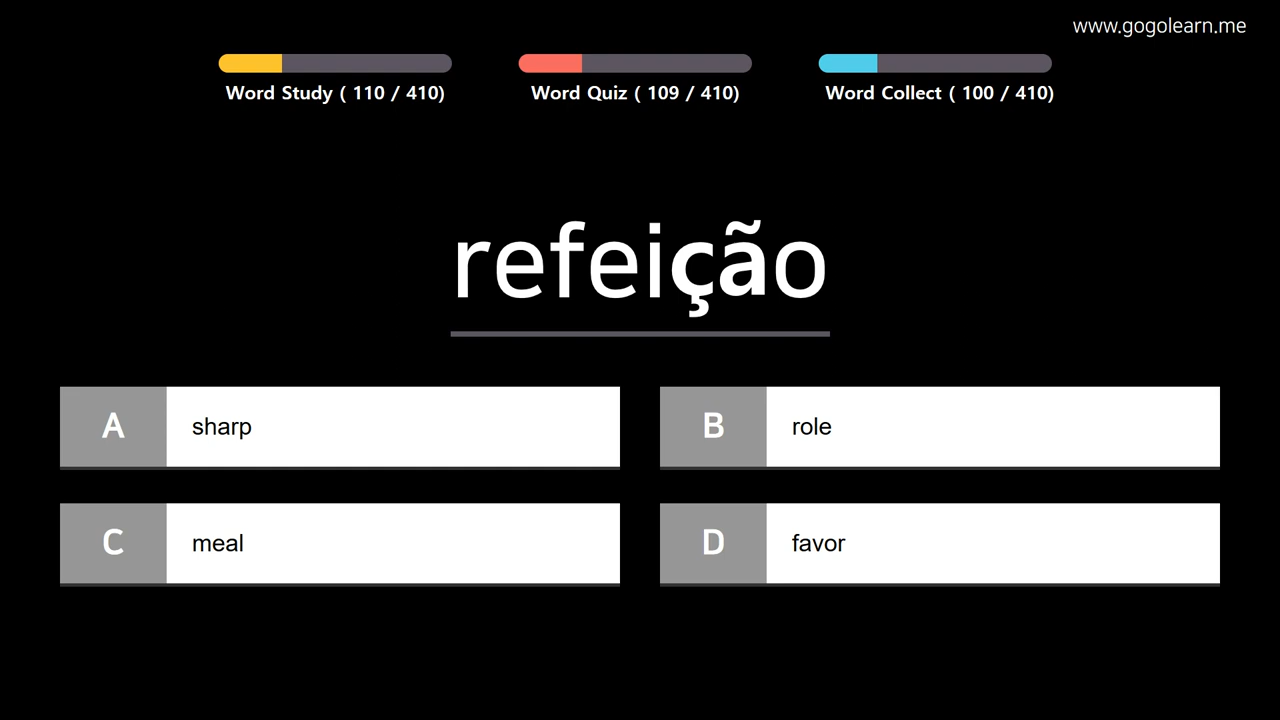 www.gogolearn.me
Word Study ( 110 / 410)
Word Quiz ( 109 / 410)
Word Collect ( 100 / 410)
refeição
A sharp
B role
C meal
D favor